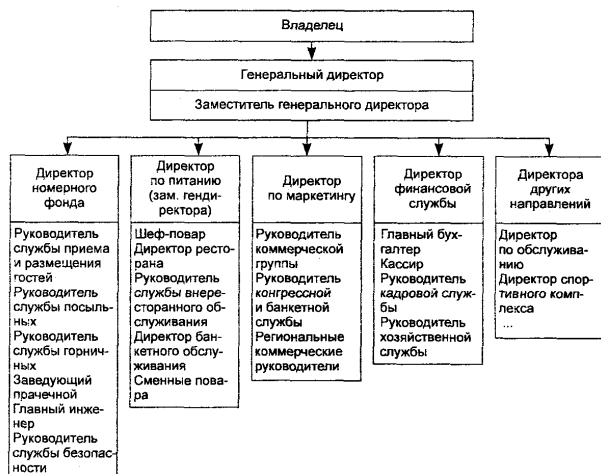 Владелец
Генеральный директор
Заместитель генерального директора
Директор
номерного
фонда
Руководитель
службы приема
и размещения
гостей
Руководитель
службы посыль-
ных
Руководитель
службы горнич-
ных
Заведующий
прачечной
Главный инже-
нер
Руководитель
службы безопас-
ности
Директор
по питанию
(зам. генди-
ректора)
Шеф-повар
Директор ресто-
рана
Руководитель
службы внере-
сторанного об-
служивания
Директор бан-
кетного обслу-
живания
Сменные пова-
ра
Директор
по маркетингу
Руководитель
коммерческой
группы
Руководитель
конгрессной
и банкетной
службы
Региональные
коммерческие
руководители
Директор
финансовой
службы
Главный бух-
галтер
Кассир
Руководитель
кадровой служ-
бы
Руководитель
хозяйственной
службы
Директора
других
направлений
Директор
по обслужива-
нию
Директор спор-
тивного комп-
лекса
...